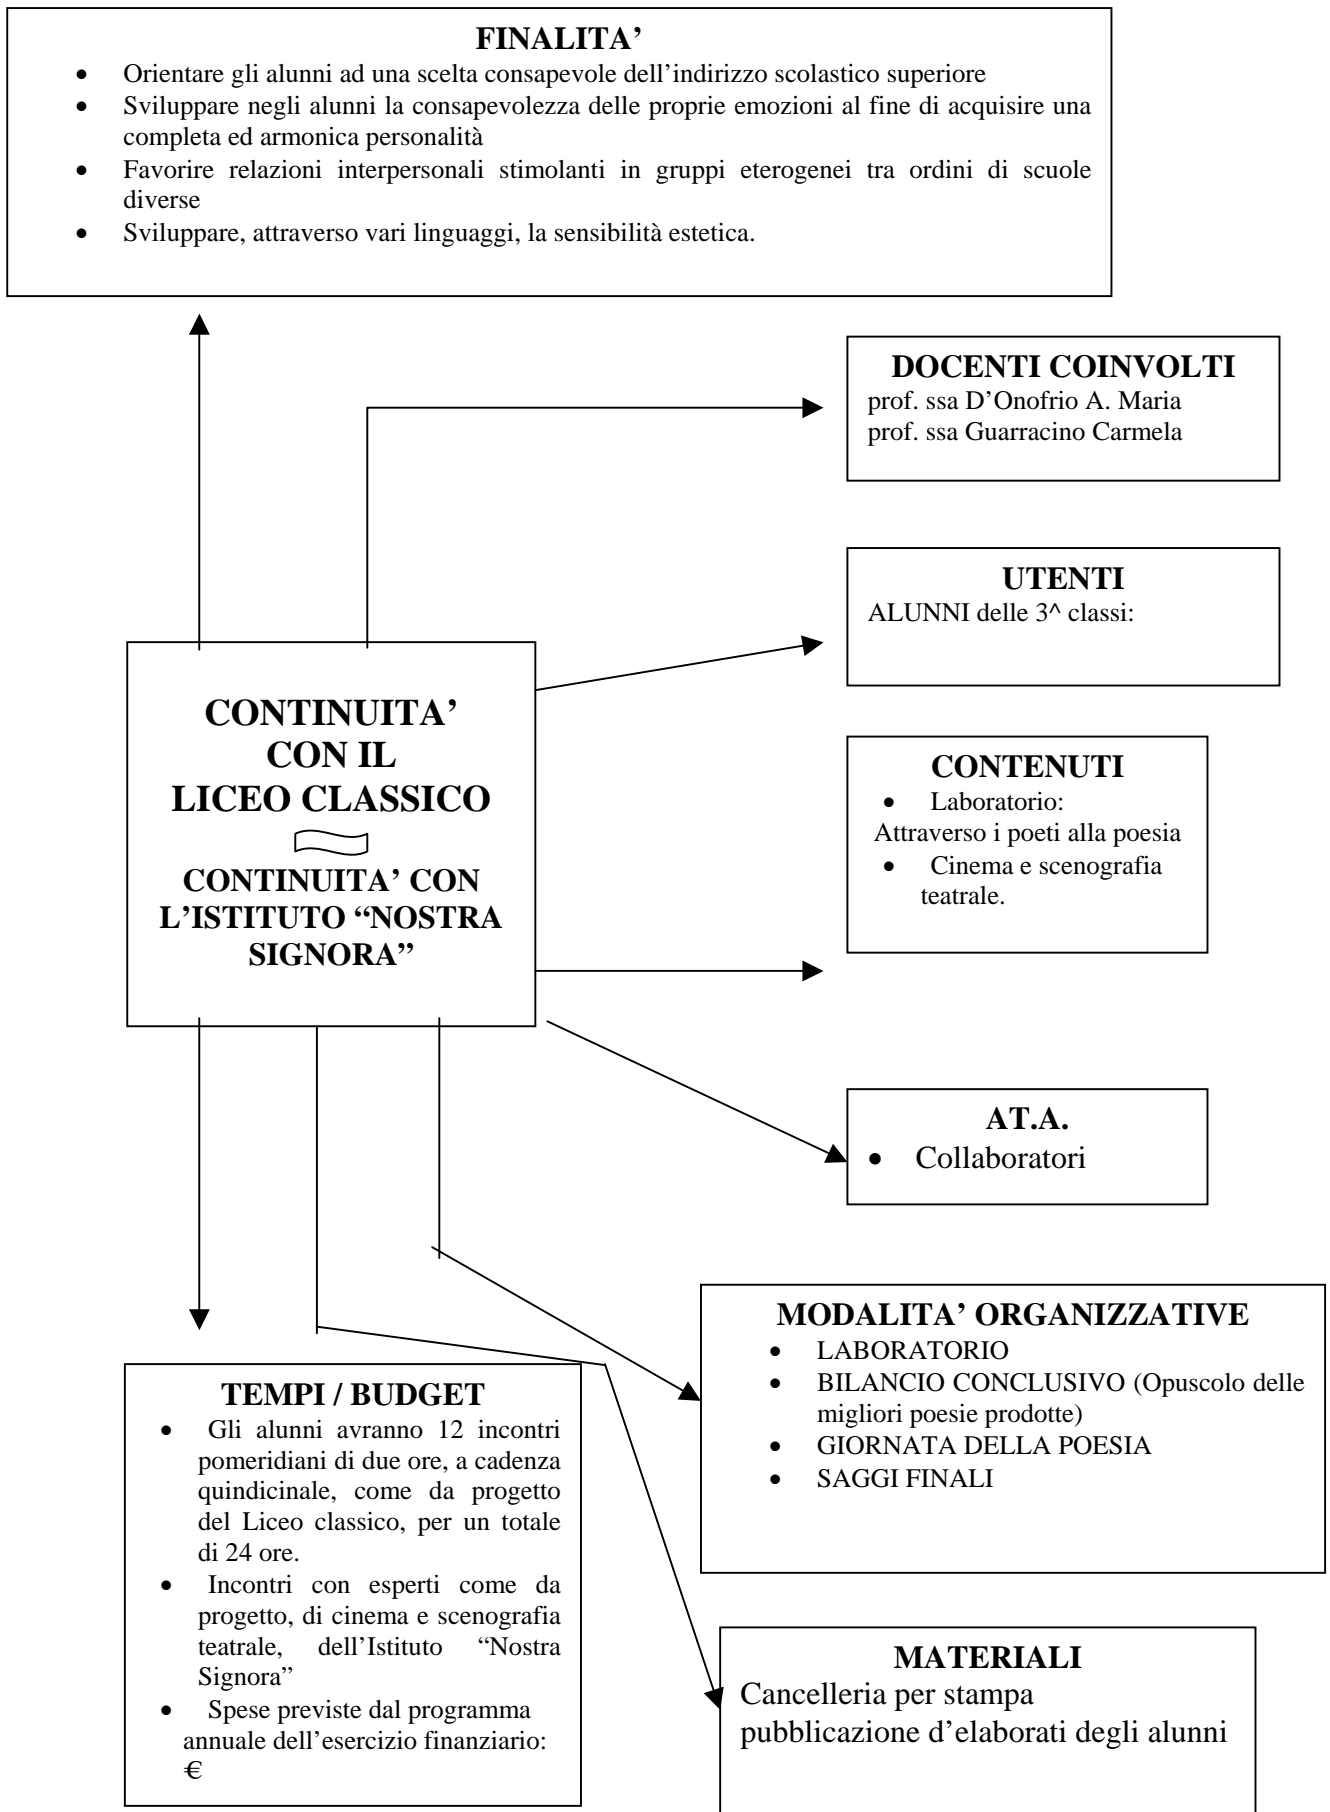 FINALITA’
• Orientare gli alunni ad una scelta consapevole dell’indirizzo scolastico superiore
• Sviluppare negli alunni la consapevolezza delle proprie emozioni al fine di acquisire una
completa ed armonica personalità
• Favorire relazioni interpersonali stimolanti in gruppi eterogenei tra ordini di scuole
diverse
• Sviluppare, attraverso vari linguaggi, la sensibilità estetica.
DOCENTI COINVOLTI
prof. ssa D’Onofrio A. Maria
prof. ssa Guarracino Carmela
UTENTI
ALUNNI delle 3^ classi:
CONTINUITA’
CON IL
LICEO CLASSICO
CONTINUITA’ CON
L’ISTITUTO “NOSTRA
SIGNORA”
CONTENUTI
• Laboratorio:
Attraverso i poeti alla poesia
• Cinema e scenografia
teatrale.
AT.A.
• Collaboratori
MODALITA’ ORGANIZZATIVE
• LABORATORIO
• BILANCIO CONCLUSIVO (Opuscolo delle
migliori poesie prodotte)
• GIORNATA DELLA POESIA
• SAGGI FINALI
TEMPI / BUDGET
• Gli alunni avranno 12 incontri
pomeridiani di due ore, a cadenza
quindicinale, come da progetto
del Liceo classico, per un totale
di 24 ore.
• Incontri con esperti come da
progetto, di cinema e scenografia
teatrale, dell’Istituto “Nostra
Signora”
• Spese previste dal programma
annuale dell’esercizio finanziario:
€
MATERIALI
Cancelleria per stampa
pubblicazione d’elaborati degli alunni